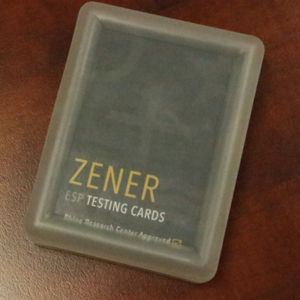 ZENER
ESP TESTING CARDS
Rhine Research Center Approved